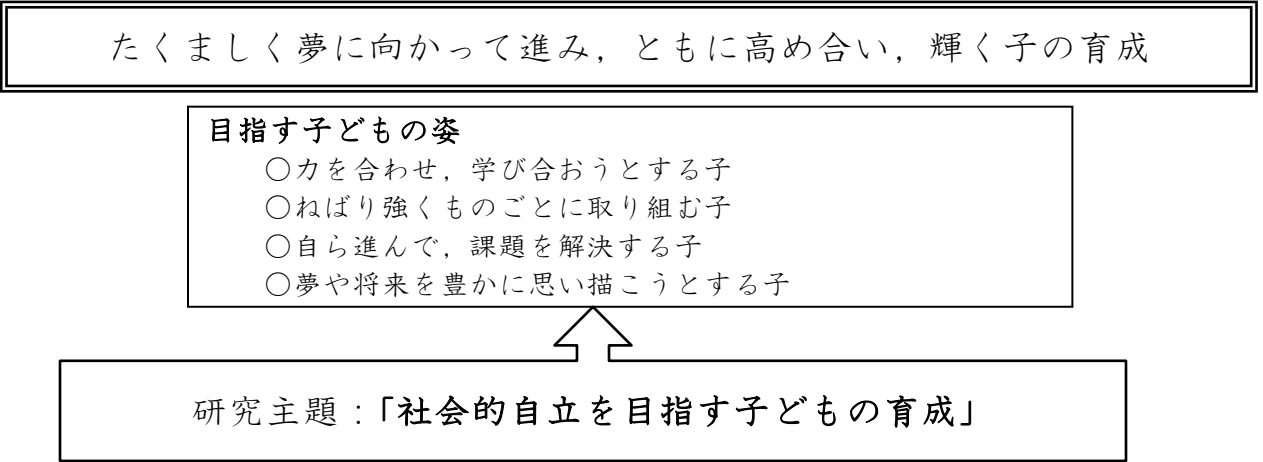 たくましく夢に向かって進み，ともに高め合い，輝く子の育成
目指す子どもの姿
○力を合わせ，学び合おうとする子
○ねばり強くものごとに取り組む子
○自ら進んで，課題を解決する子
○夢や将来を豊かに思い描こうとする子
研究主題：「社会的自立を目指す子どもの育成」